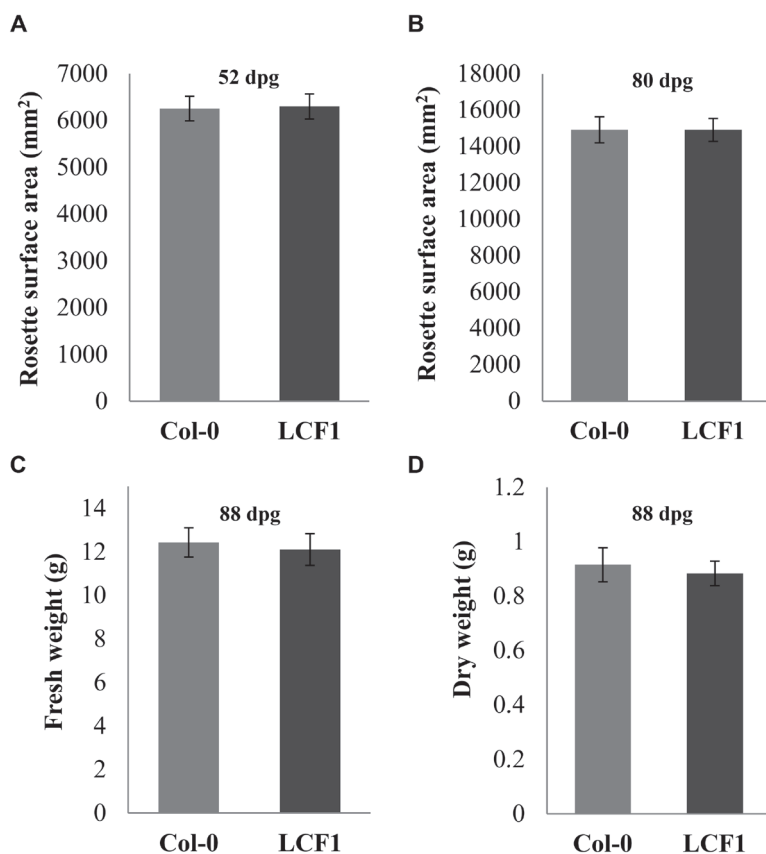 A
52 dpg
Rosette surface area (mm²)
7000
6000
5000
4000
3000
2000
1000
0
Col-0 LCF1
B
80 dpg
Rosette surface area (mm²)
18000
16000
14000
12000
10000
8000
6000
4000
2000
0
Col-0 LCF1
C
88 dpg
Fresh weight (g)
14
12
10
8
6
4
2
0
Col-0 LCF1
D
88 dpg
Dry weight (g)
1.2
1
0.8
0.6
0.4
0.2
0
Col-0 LCF1